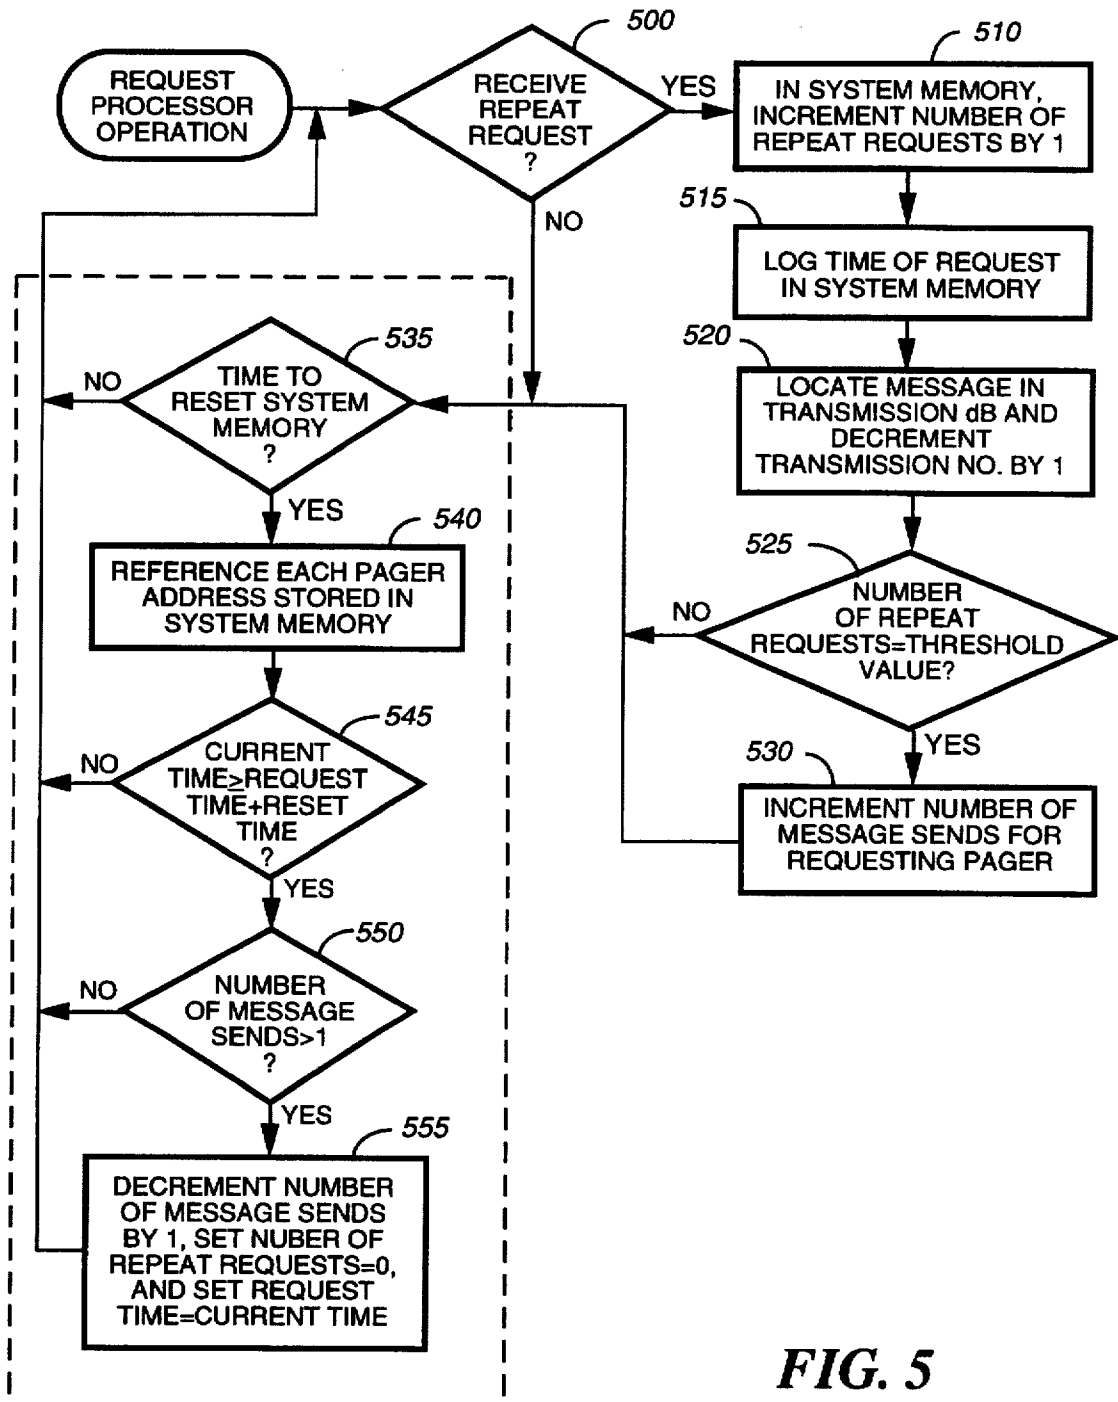 REQUEST
PROCESSOR
OPERATION
500
RECEIVE
REPEAT
REQUEST
?
YES
NO
510
IN SYSTEM MEMORY,
INCREMENT NUMBER OF
REPEAT REQUESTS BY 1
515
LOG TIME OF REQUEST
IN SYSTEM MEMORY
520
LOCATE MESSAGE IN
TRANSMISSION dB AND
DECREMENT
TRANSMISSION NO. BY 1
525
NUMBER
OF REPEAT
REQUESTS=THRESHOLD
VALUE?
NO
YES
530
INCREMENT NUMBER OF
MESSAGE SENDS FOR
REQUESTING PAGER
535
TIME TO
RESET SYSTEM
MEMORY
?
NO
YES
540
REFERENCE EACH PAGER
ADDRESS STORED IN
SYSTEM MEMORY
545
CURRENT
TIME≥REQUEST
TIME+RESET
TIME
?
NO
YES
550
NUMBER
OF MESSAGE
SENDS>1
?
NO
YES
555
DECREMENT NUMBER
OF MESSAGE SENDS
BY 1, SET NUBER OF
REPEAT REQUESTS=0,
AND SET REQUEST
TIME=CURRENT TIME
FIG. 5